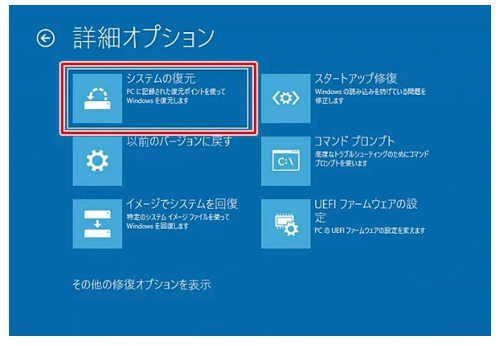 詳細オプション
システムの復元
PC に記録された復元ポイントを使って
Windows を復元します
スタートアップ修復
Windows の読み込みを妨げている問題を
修正します
以前のバージョンに戻す
コマンド プロンプト
高度なトラブルシューティングのためにコマンド
プロンプトを使います
C:\
イメージでシステムを回復
特定のシステム イメージ ファイルを使って
Windows を回復します
UEFI ファームウェアの設
定
PC の UEFI ファームウェアの設定を変えます
その他の修復オプションを表示